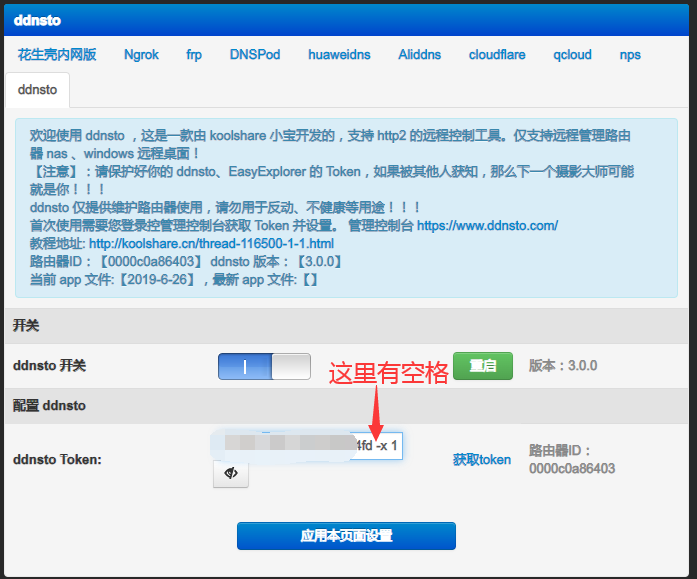 ddnsto
花生壳内网版 Ngrok frp DNSPod huaweidns Aliddns cloudflare qcloud nps
ddnsto
欢迎使用 ddnsto ，这是一款由 koolshare 小宝开发的，支持 http2 的远程控制工具。仅支持远程管理路由
器 nas 、windows 远程桌面！
【注意】：请保护好你的 ddnsto、EasyExplorer 的 Token，如果被其他人获知，那么下一个摄影大师可能
就是你！！！
ddnsto 仅提供维护路由器使用，请勿用于反动、不健康等用途！！！
首次使用需要您登录控管理控制台获取 Token 并设置。 管理控制台 https://www.ddnsto.com/
教程地址: http://koolshare.cn/thread-116500-1-1.html
路由器ID：【0000c0a86403】 ddnsto 版本：【3.0.0】
当前 app 文件:【2019-6-26】，最新 app 文件:【】
开关
ddnsto 开关 这里有空格 重启 版本：3.0.0
配置 ddnsto
ddnsto Token: 4fd -x 1 获取token 路由器ID：
0000c0a86403
应用本页面设置